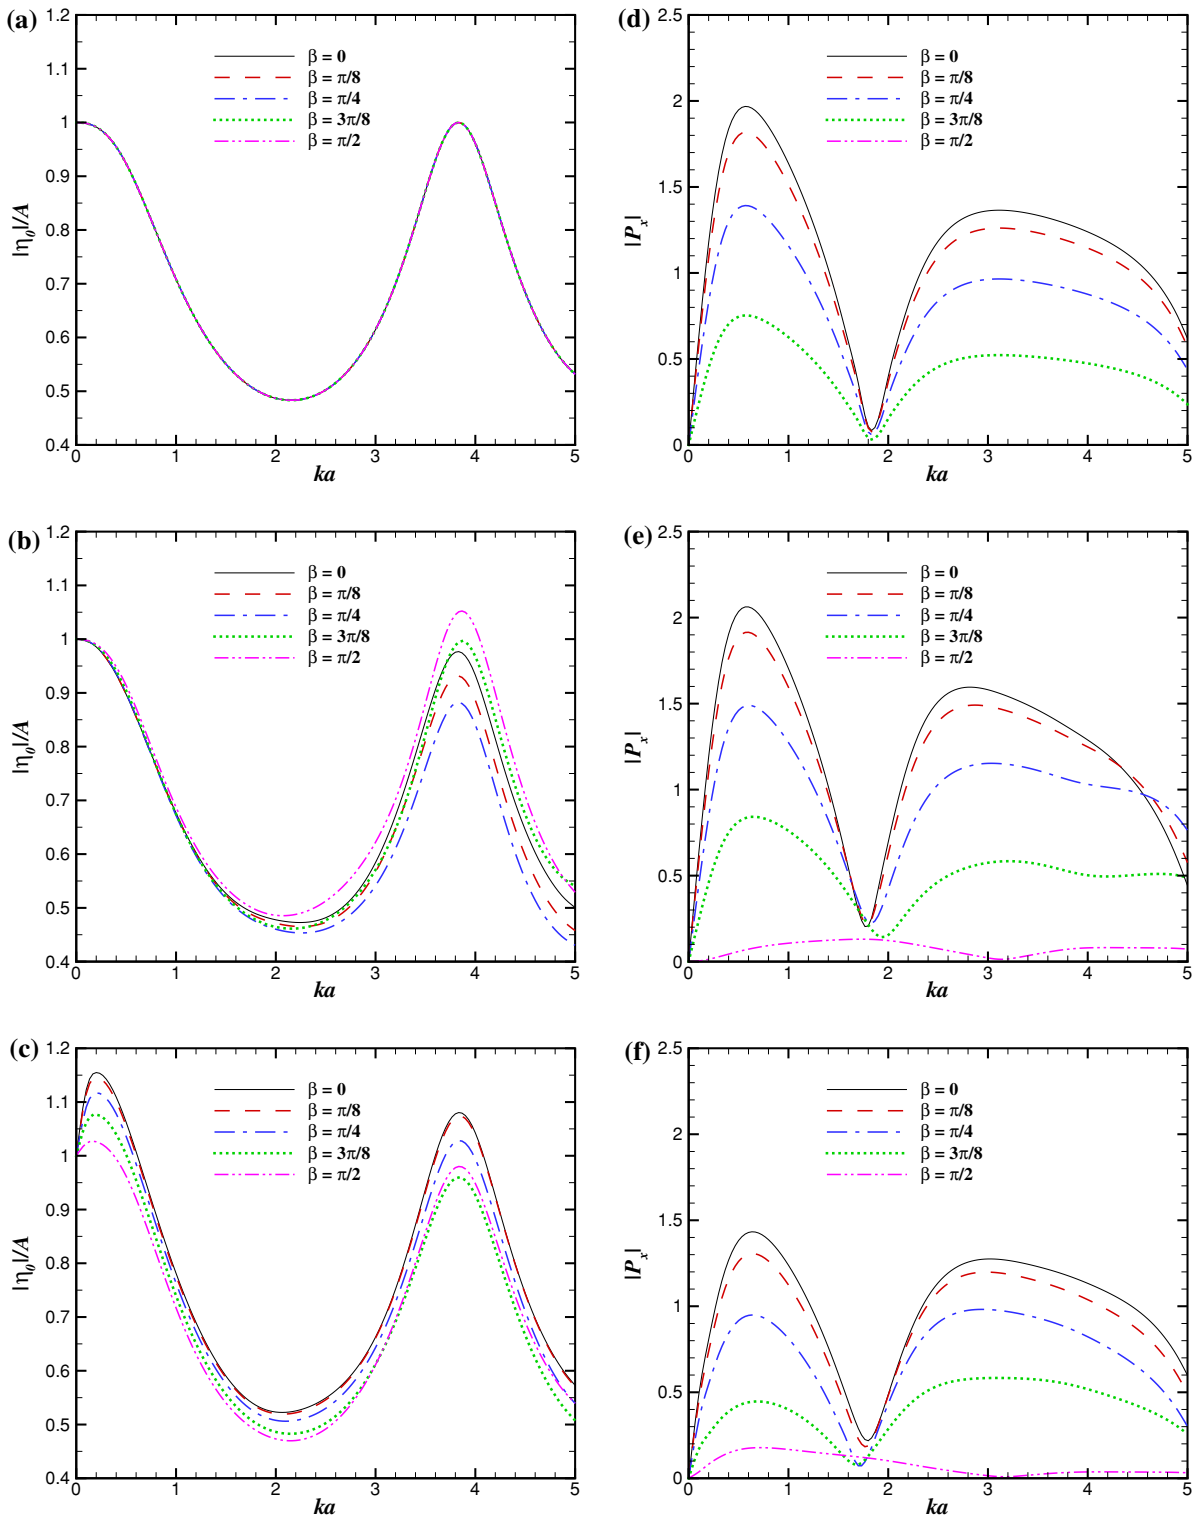 (a)
1.2
1.1
1
0.9
0.8
0.7
0.6
0.5
0.4
|η₀|/A
β = 0
β = π/8
β = π/4
β = 3π/8
β = π/2
0 1 2 3 4 5
ka
(d)
2.5
2
1.5
1
0.5
0
|Pₓ|
β = 0
β = π/8
β = π/4
β = 3π/8
β = π/2
0 1 2 3 4 5
ka
(b)
1.2
1.1
1
0.9
0.8
0.7
0.6
0.5
0.4
|η₀|/A
β = 0
β = π/8
β = π/4
β = 3π/8
β = π/2
0 1 2 3 4 5
ka
(e)
2.5
2
1.5
1
0.5
0
|Pₓ|
β = 0
β = π/8
β = π/4
β = 3π/8
β = π/2
0 1 2 3 4 5
ka
(c)
1.2
1.1
1
0.9
0.8
0.7
0.6
0.5
0.4
|η₀|/A
β = 0
β = π/8
β = π/4
β = 3π/8
β = π/2
0 1 2 3 4 5
ka
(f)
2.5
2
1.5
1
0.5
0
|Pₓ|
β = 0
β = π/8
β = π/4
β = 3π/8
β = π/2
0 1 2 3 4 5
ka